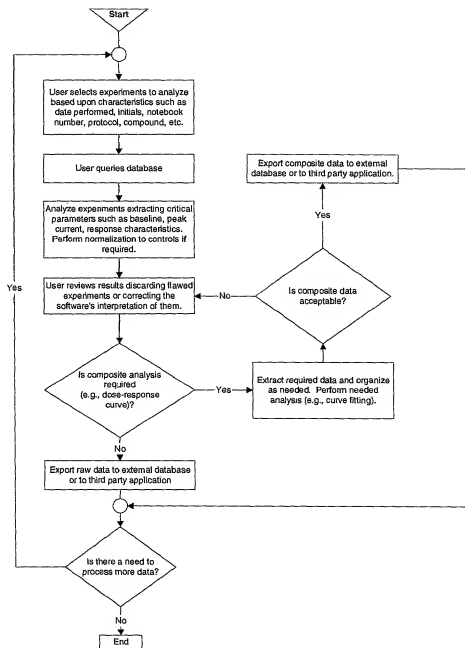 Start
User selects experiments to analyze
based upon characteristics such as
date performed, initials, notebook
number, protocol, compound, etc.
User queries database
Export composite data to external
database or to third party application.
Analyze experiments extracting critical
parameters such as baseline, peak
current, response characteristics.
Perform normalization to controls if
required.
Yes
Yes
User reviews results discarding flawed
experiments or correcting the
software's interpretation of them.
No
Is composite data
acceptable?
Is composite analysis
required
(e.g., dose-response
curve)?
Yes
Extract required data and organize
as needed. Perform needed
analysis (e.g., curve fitting).
No
Export raw data to external database
or to third party application
Is there a need to
process more data?
No
End